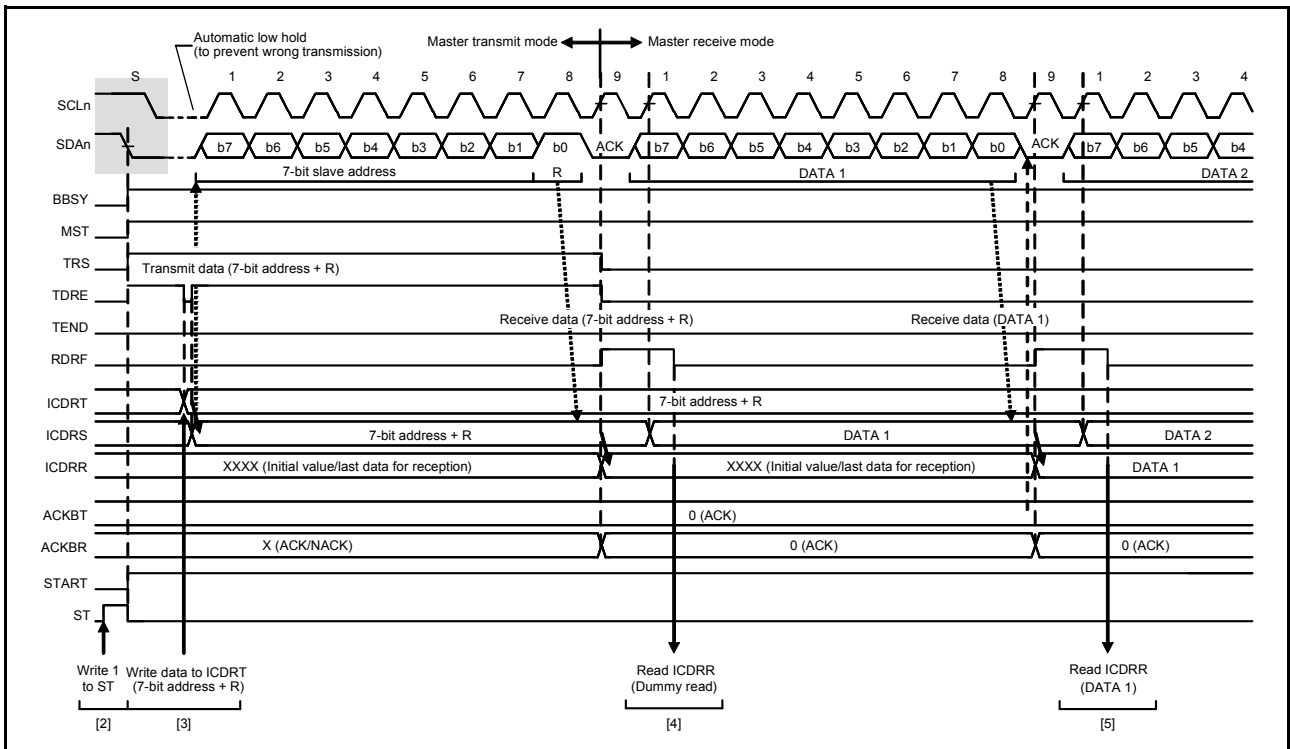 Automatic low hold
(to prevent wrong transmission)
Master transmit mode Master receive mode
S 1 2 3 4 5 6 7 8 9 1 2 3 4 5 6 7 8 9 1 2 3 4
SCLn
SDAn b7 b6 b5 b4 b3 b2 b1 b0 ACK b7 b6 b5 b4 b3 b2 b1 b0 ACK b7 b6 b5 b4
7-bit slave address R DATA 1 DATA 2
BBSY
MST
TRS
Transmit data (7-bit address + R)
TDRE
TEND Receive data (7-bit address + R) Receive data (DATA 1)
RDRF
ICDRT 7-bit address + R
ICDRS 7-bit address + R DATA 1 DATA 2
ICDRR XXXX (Initial value/last data for reception) XXXX (Initial value/last data for reception) DATA 1
ACKBT 0 (ACK)
ACKBR X (ACK/NACK) 0 (ACK) 0 (ACK)
START
ST
Write 1
to ST
Write data to ICDRT
(7-bit address + R)
Read ICDRR
(Dummy read)
Read ICDRR
(DATA 1)
[2] [3] [4] [5]